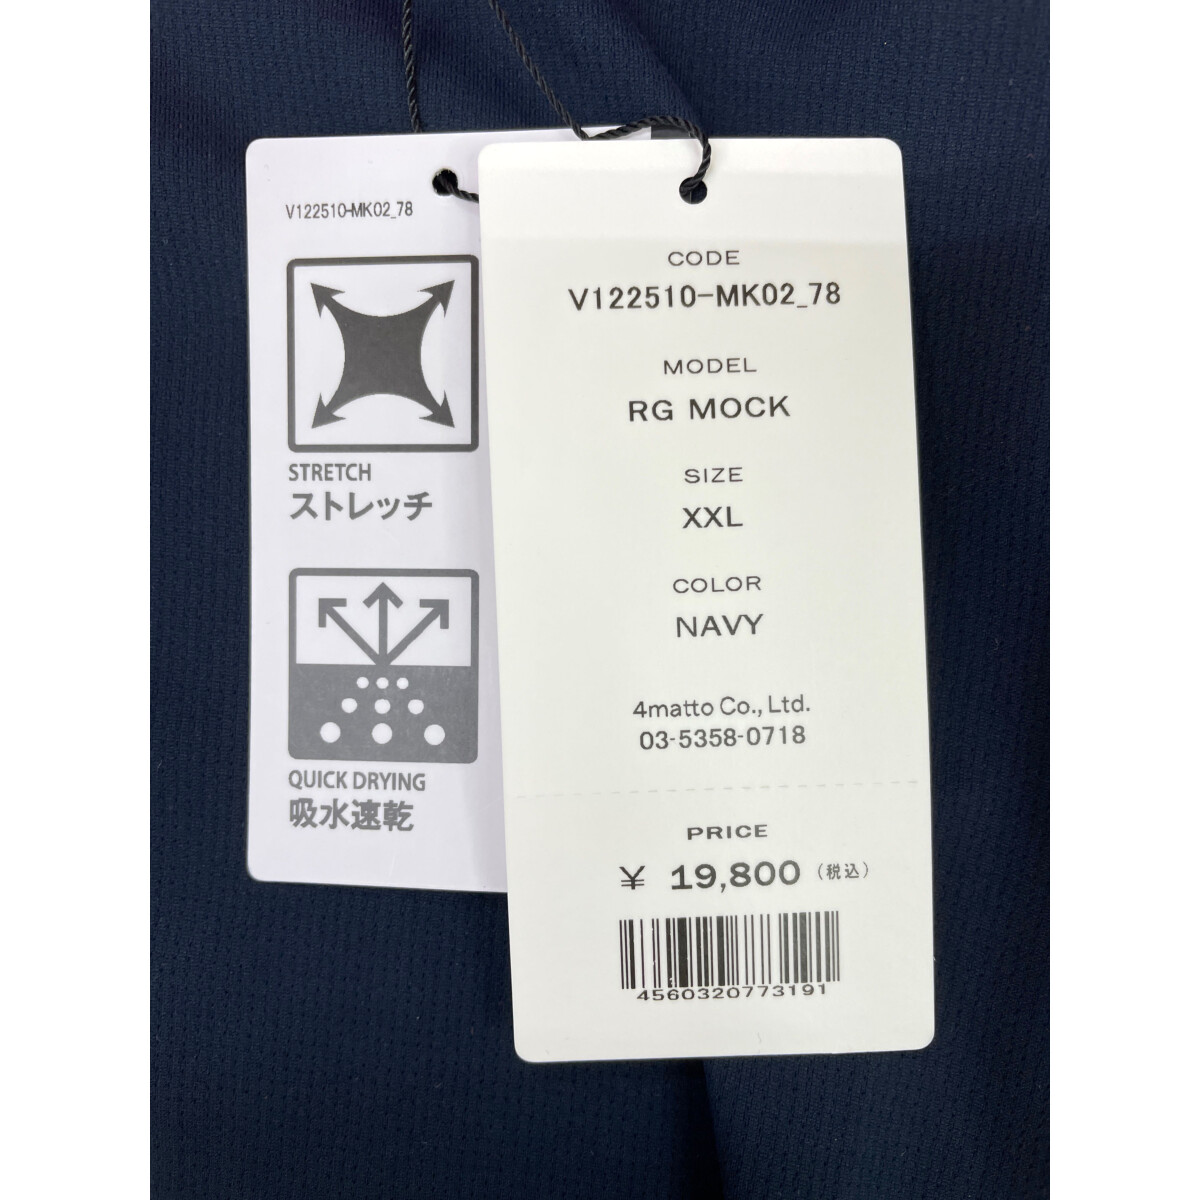 V122510-MK02_78
STRETCH
ストレッチ
QUICK DRYING
吸水速乾
CODE
V122510-MK02_78
MODEL
RG MOCK
SIZE
XXL
COLOR
NAVY
4matto Co., Ltd.
03-5358-0718
PRICE
¥ 19,800 (税込)
4560320773191